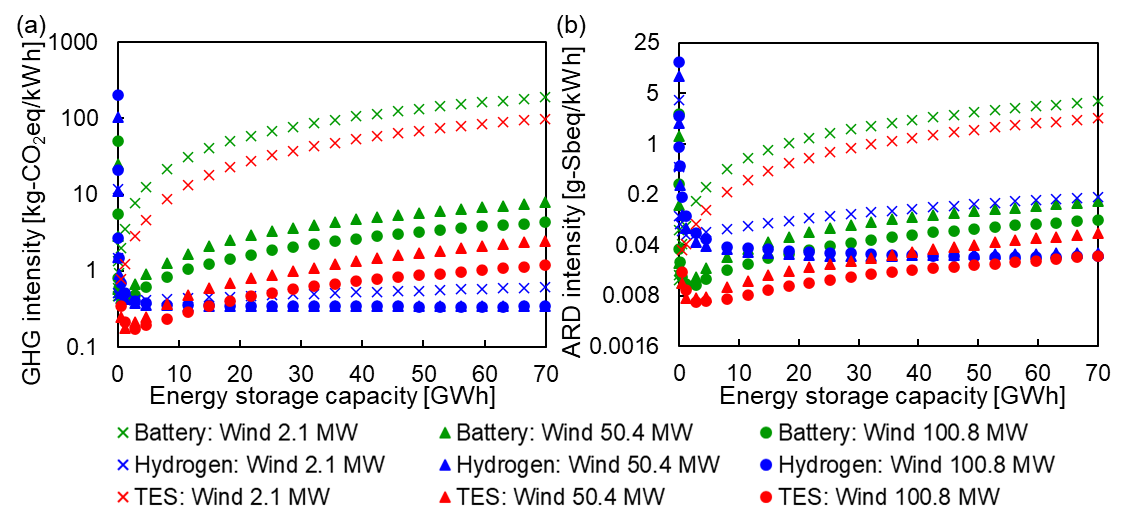 (a)
GHG intensity [kg-CO₂eq/kWh]
1000
100
10
1
0.1
0 10 20 30 40 50 60 70
Energy storage capacity [GWh]
(b)
ARD intensity [g-Sbeq/kWh]
25
5
1
0.2
0.04
0.008
0.0016
0 10 20 30 40 50 60 70
Energy storage capacity [GWh]
Battery: Wind 2.1 MW Battery: Wind 50.4 MW Battery: Wind 100.8 MW
Hydrogen: Wind 2.1 MW Hydrogen: Wind 50.4 MW Hydrogen: Wind 100.8 MW
TES: Wind 2.1 MW TES: Wind 50.4 MW TES: Wind 100.8 MW